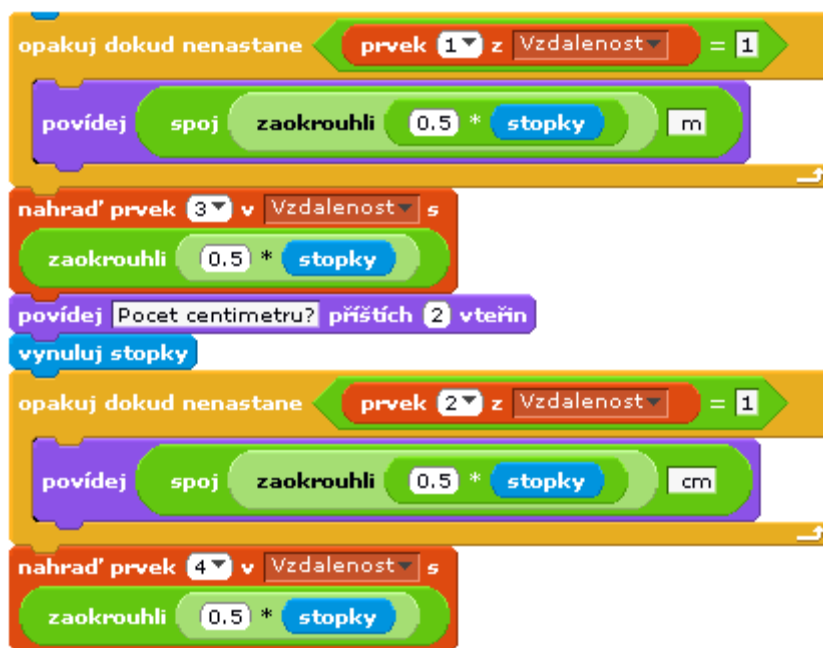 opakuj dokud nenastane prvek 1 z Vzdalenost = 1
povídej spoj zaokrouhli 0.5 * stopky m
nahraď prvek 3 v Vzdalenost s
zaokrouhli 0.5 * stopky
povídej Pocet centimetru? příštích 2 vteřin
vynuluj stopky
opakuj dokud nenastane prvek 2 z Vzdalenost = 1
povídej spoj zaokrouhli 0.5 * stopky cm
nahraď prvek 4 v Vzdalenost s
zaokrouhli 0.5 * stopky